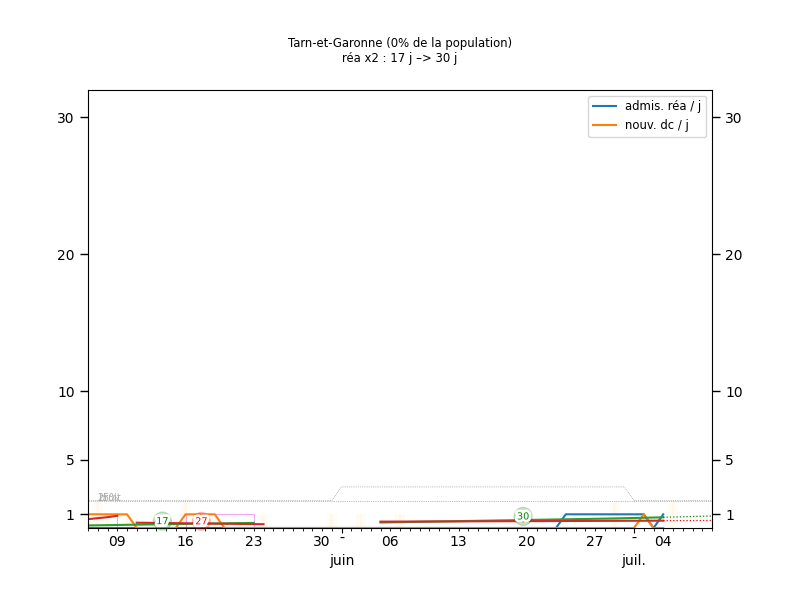 Tarn-et-Garonne (0% de la population)
réa x2 : 17 j –> 30 j
admis. réa / j
nouv. dc / j
30 30
20 20
10 10
5 5
1 1
17 27 30
09 16 23 30 - 06 13 20 27 - 04
juin juil.